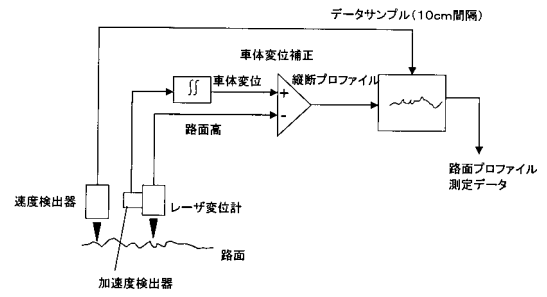 データサンプル（10cm間隔）
車体変位補正
∬
車体変位
縦断プロファイル
+
-
路面高
路面プロファイル
測定データ
速度検出器
レーザ変位計
路面
加速度検出器